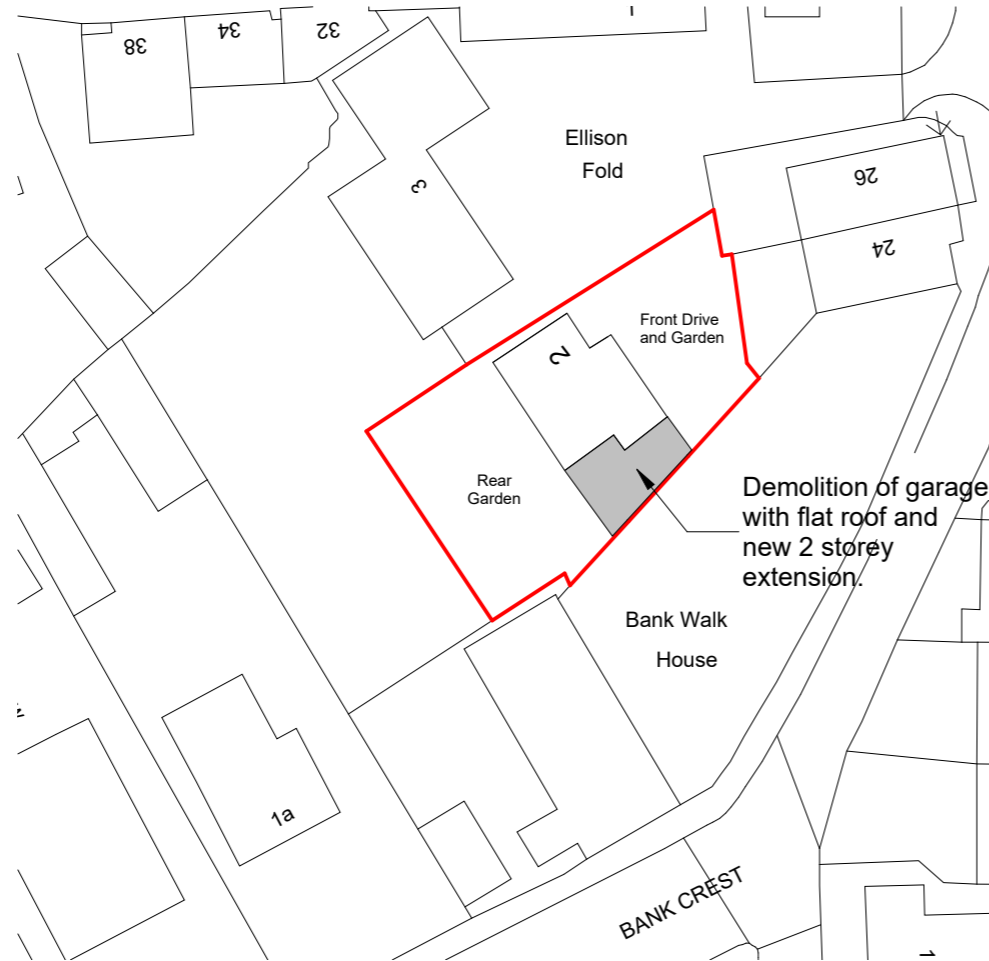 38
34
32
3
Ellison
Fold
26
24
2
Front Drive
and Garden
Rear
Garden
Demolition of garage
with flat roof and
new 2 storey
extension.
Bank Walk
House
1a
BANK CREST